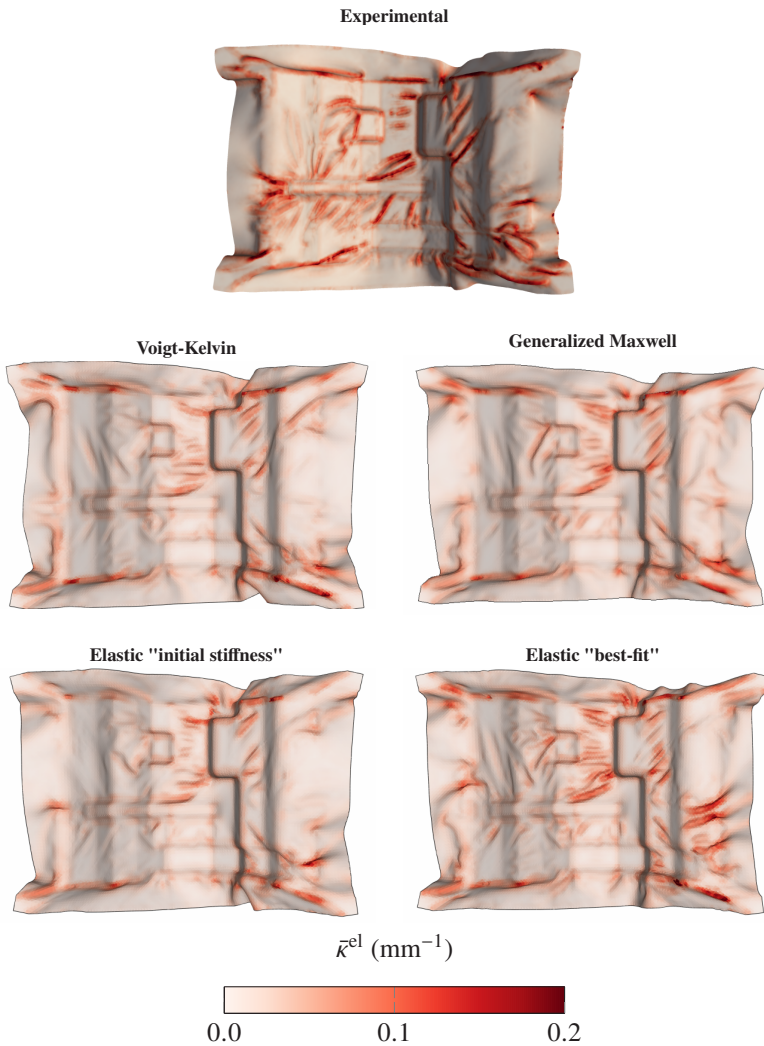 Experimental
Voigt-Kelvin
Generalized Maxwell
Elastic "initial stiffness"
Elastic "best-fit"
κ̄ᵉˡ (mm⁻¹)
0.0 0.1 0.2